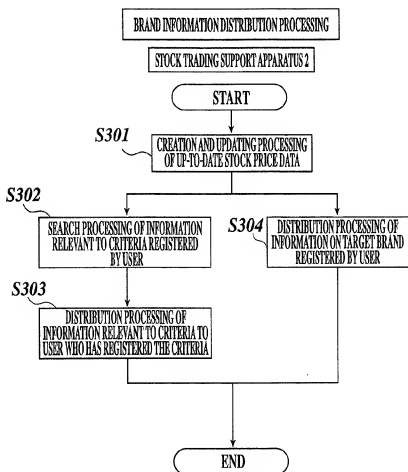 BRAND INFORMATION DISTRIBUTION PROCESSING
STOCK TRADING SUPPORT APPARATUS 2
START
S301
CREATION AND UPDATING PROCESSING
OF UP-TO-DATE STOCK PRICE DATA
S302
SEARCH PROCESSING OF INFORMATION
RELEVANT TO CRITERIA REGISTERED
BY USER
S304
DISTRIBUTION PROCESSING OF
INFORMATION ON TARGET BRAND
REGISTERED BY USER
S303
DISTRIBUTION PROCESSING OF
INFORMATION RELEVANT TO CRITERIA TO
USER WHO HAS REGISTERED THE CRITERIA
END